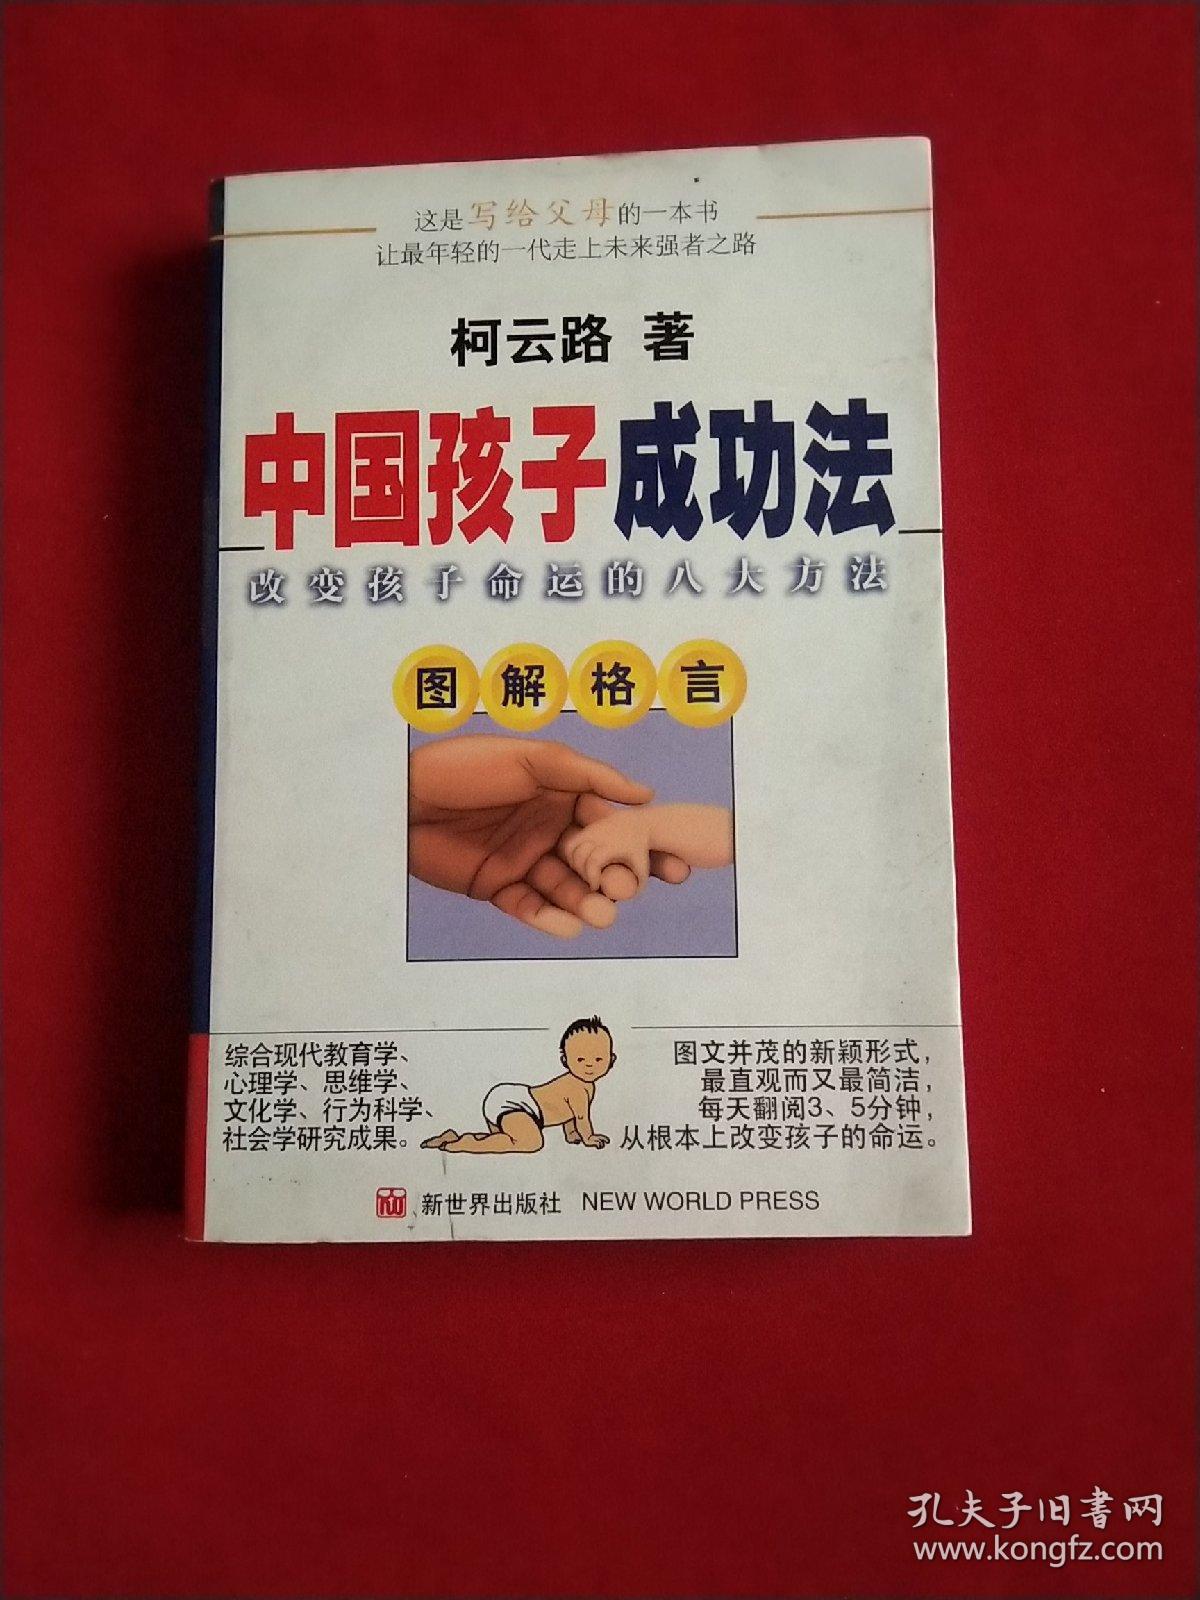 这是写给父母的一本书
让最年轻的一代走上未来强者之路
柯云路 著
中国孩子成功法
改变孩子命运的八大方法
图解格言
综合现代教育学、
心理学、思维学、
文化学、行为科学、
社会学研究成果。
图文并茂的新颖形式，
最直观而又最简洁，
每天翻阅3、5分钟，
从根本上改变孩子的命运。
新世界出版社 NEW WORLD PRESS
孔夫子旧书网
www.kongfz.com